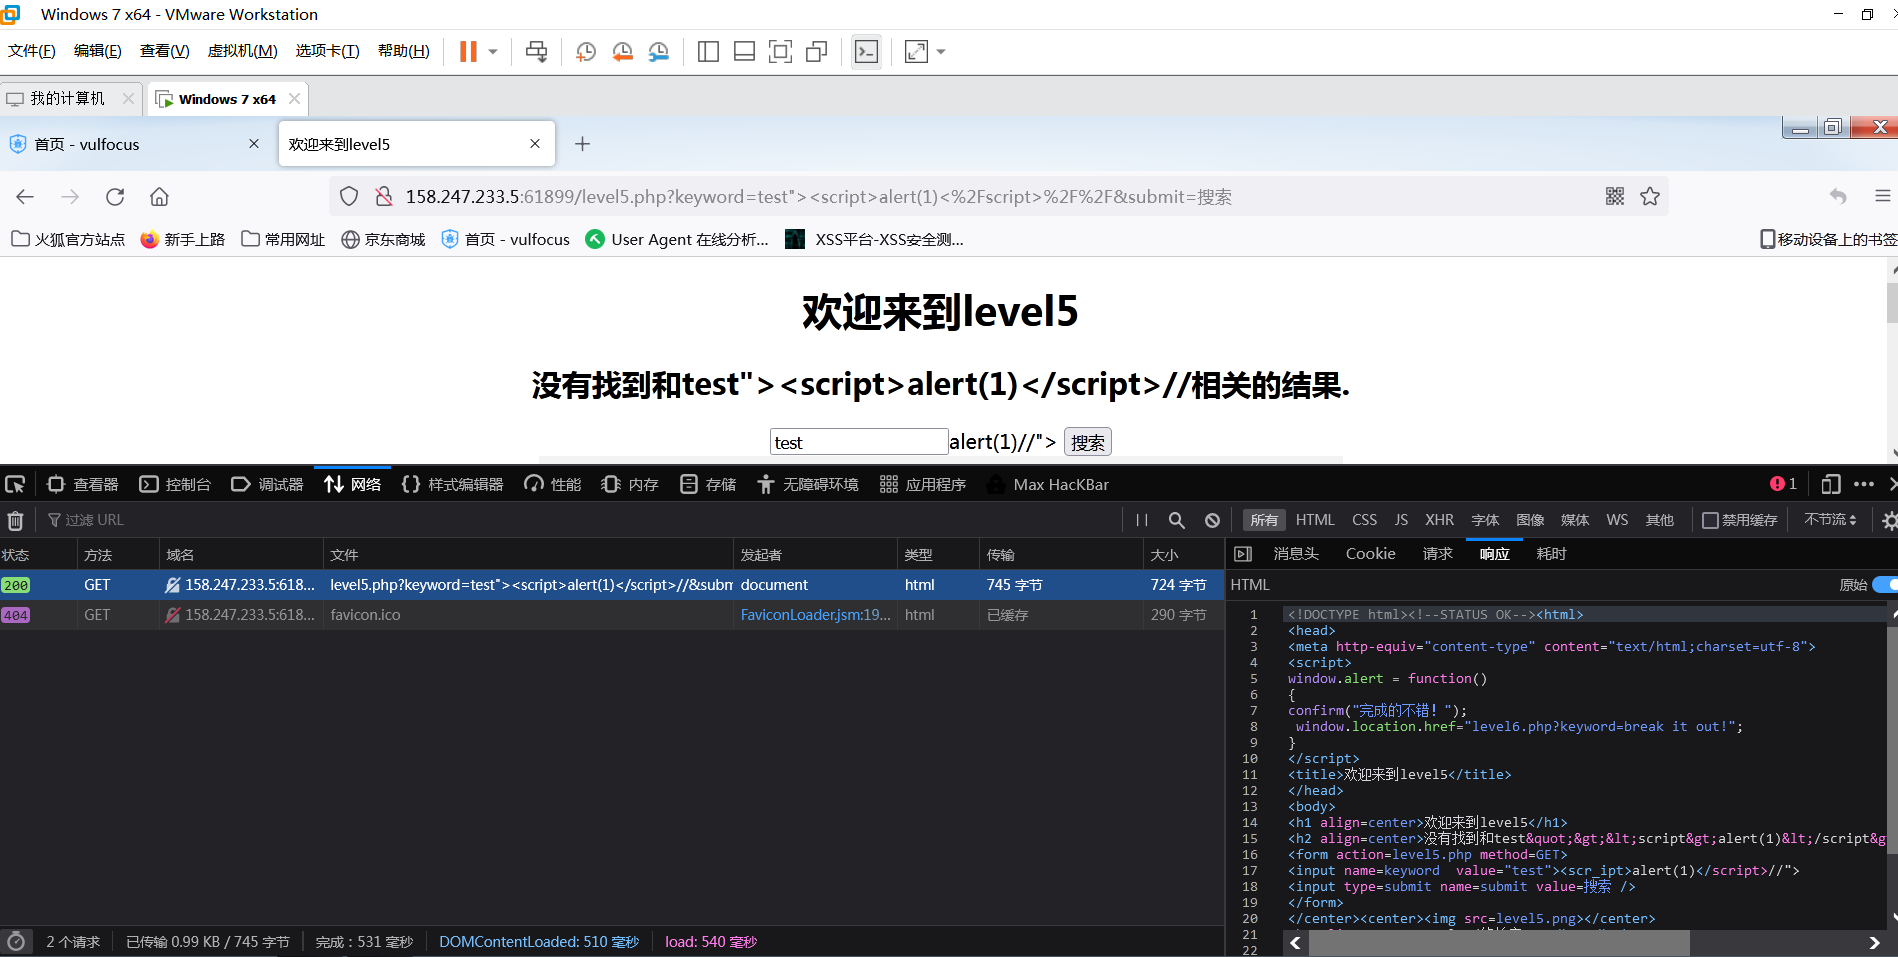 Windows 7 x64 - VMware Workstation
文件(F) 编辑(E) 查看(V) 虚拟机(M) 选项卡(T) 帮助(H)
我的计算机 Windows 7 x64
首页 - vulfocus 欢迎来到level5
158.247.233.5:61899/level5.php?keyword=test"><script>alert(1)<%2Fscript>%2F%2F&submit=搜索
火狐官方站点 新手上路 常用网址 京东商城 首页 - vulfocus User Agent 在线分析... XSS平台-XSS安全测... 移动设备上的书签
欢迎来到level5
没有找到和test"><script>alert(1)</script>//相关的结果.
test alert(1)//"> 搜索
查看器 控制台 调试器 网络 样式编辑器 性能 内存 存储 无障碍环境 应用程序 Max HacKBar 1
过滤 URL 所有 HTML CSS JS XHR 字体 图像 媒体 WS 其他 禁用缓存 不节流
状态 方法 域名 文件 发起者 类型 传输 大小 消息头 Cookie 请求 响应 耗时
200 GET 158.247.233.5:618... level5.php?keyword=test"><script>alert(1)</script>//&subm document html 745 字节 724 字节
HTML 原始
404 GET 158.247.233.5:618... favicon.ico FaviconLoader.jsm:19... html 已缓存 290 字节
1 <!DOCTYPE html><!--STATUS OK--><html>
2 <head>
3 <meta http-equiv="content-type" content="text/html;charset=utf-8">
4 <script>
5 window.alert = function()
6 {
7 confirm("完成的不错！");
8 window.location.href="level6.php?keyword=break it out!";
9 }
10 </script>
11 <title>欢迎来到level5</title>
12 </head>
13 <body>
14 <h1 align=center>欢迎来到level5</h1>
15 <h2 align=center>没有找到和test&quot;&gt;&lt;script&gt;alert(1)&lt;/script&g
16 <form action=level5.php method=GET>
17 <input name=keyword  value="test"><scr_ipt>alert(1)</script>//">
18 <input type=submit name=submit value=搜索 />
19 </form>
20 </center><center><img src=level5.png></center>
21
22
2 个请求 已传输 0.99 KB / 745 字节 完成：531 毫秒 DOMContentLoaded: 510 毫秒 load: 540 毫秒